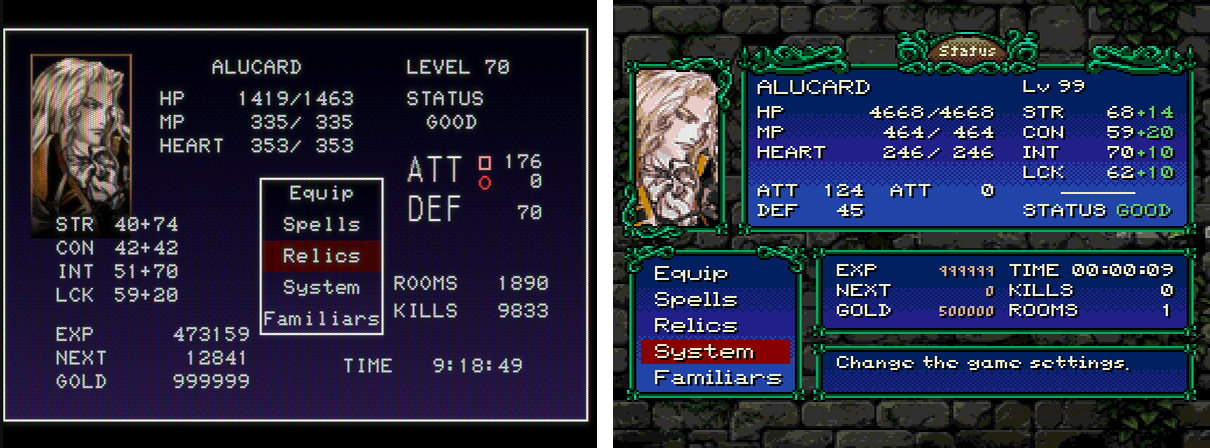 ALUCARD LEVEL 70
HP 1419/1463 STATUS
MP 335/ 335 GOOD
HEART 353/ 353
ATT 176
0
DEF 70
Equip
Spells
Relics
System
Familiars
STR 40+74
CON 42+42
INT 51+70
LCK 59+20
ROOMS 1890
KILLS 9833
EXP 473159
NEXT 12841
GOLD 999999
TIME 9:18:49
Status
ALUCARD Lv 99
HP 4668/4668 STR 68+14
MP 464/ 464 CON 59+20
HEART 246/ 246 INT 70+10
LCK 62+10
ATT 124 ATT 0
DEF 45 STATUS GOOD
Equip
Spells
Relics
System
Familiars
EXP 999999 TIME 00:00:09
NEXT 0 KILLS 0
GOLD 500000 ROOMS 1
Change the game settings.